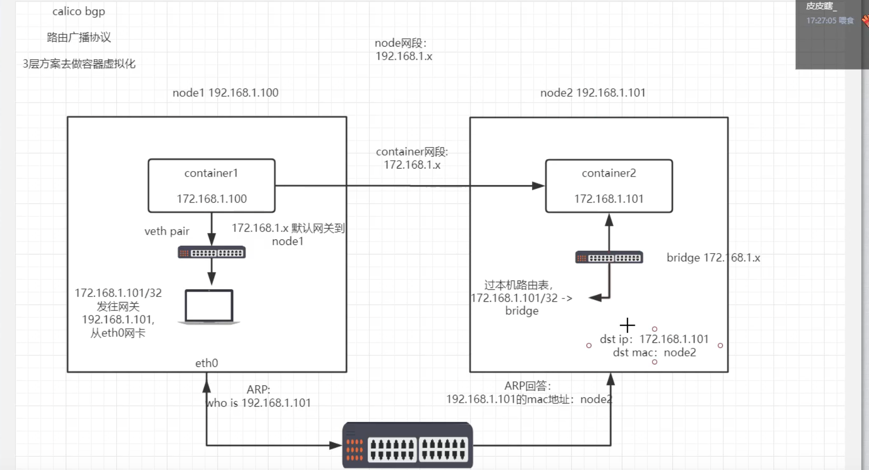 calico bgp
路由广播协议
3层方案去做容器虚拟化
皮皮瞎_
17:27:05 喂食
node网段：
192.168.1.x
node1 192.168.1.100
node2 192.168.1.101
container网段:
172.168.1.x
container1
172.168.1.100
container2
172.168.1.101
veth pair
172.168.1.x 默认网关到
node1
bridge 172.168.1.x
172.168.1.101/32
发往网关
192.168.1.101,
从eth0网卡
过本机路由表，
172.168.1.101/32 ->
bridge
dst ip：172.168.1.101
dst mac：node2
eth0
ARP:
who is 192.168.1.101
ARP回答：
192.168.1.101的mac地址：node2